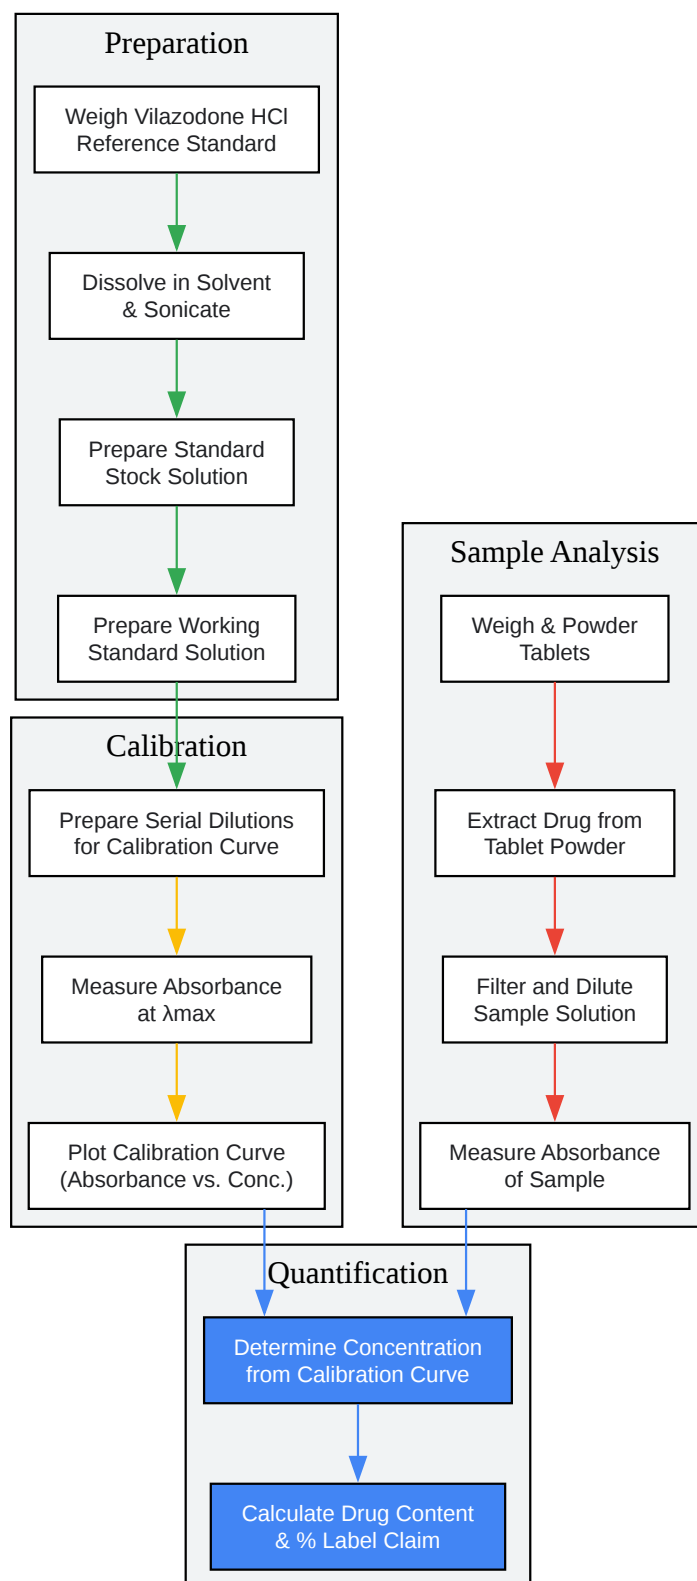 Preparation
Weigh Vilazodone HCl
Reference Standard
Dissolve in Solvent
& Sonicate
Prepare Standard
Stock Solution
Prepare Working
Standard Solution
Calibration
Prepare Serial Dilutions
for Calibration Curve
Measure Absorbance
at λmax
Plot Calibration Curve
(Absorbance vs. Conc.)
Sample Analysis
Weigh & Powder
Tablets
Extract Drug from
Tablet Powder
Filter and Dilute
Sample Solution
Measure Absorbance
of Sample
Quantification
Determine Concentration
from Calibration Curve
Calculate Drug Content
& % Label Claim